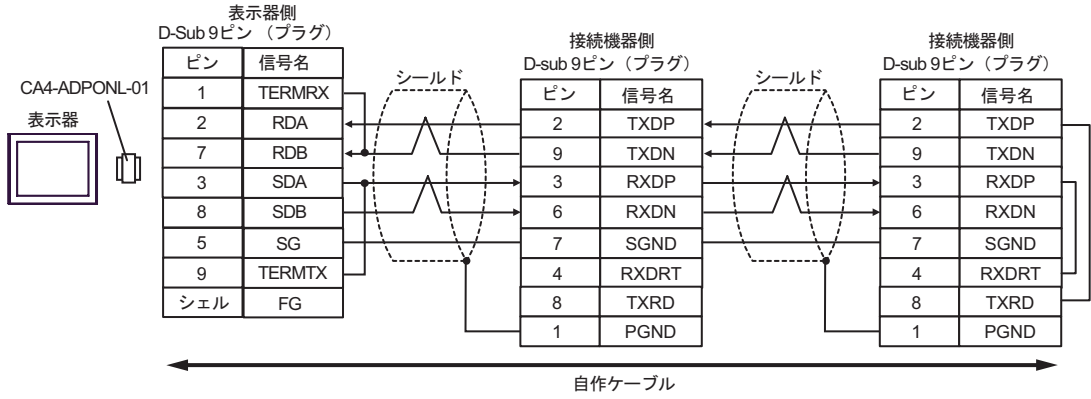 表示器側
D-Sub 9ピン（プラグ）
CA4-ADPONL-01
表示器
ピン 信号名
1 TERMRX
2 RDA
7 RDB
3 SDA
8 SDB
5 SG
9 TERMTX
シェル FG
シールド
接続機器側
D-sub 9ピン（プラグ）
ピン 信号名
2 TXDP
9 TXDN
3 RXDP
6 RXDN
7 SGND
4 RXDRT
8 TXRD
1 PGND
シールド
接続機器側
D-sub 9ピン（プラグ）
ピン 信号名
2 TXDP
9 TXDN
3 RXDP
6 RXDN
7 SGND
4 RXDRT
8 TXRD
1 PGND
自作ケーブル